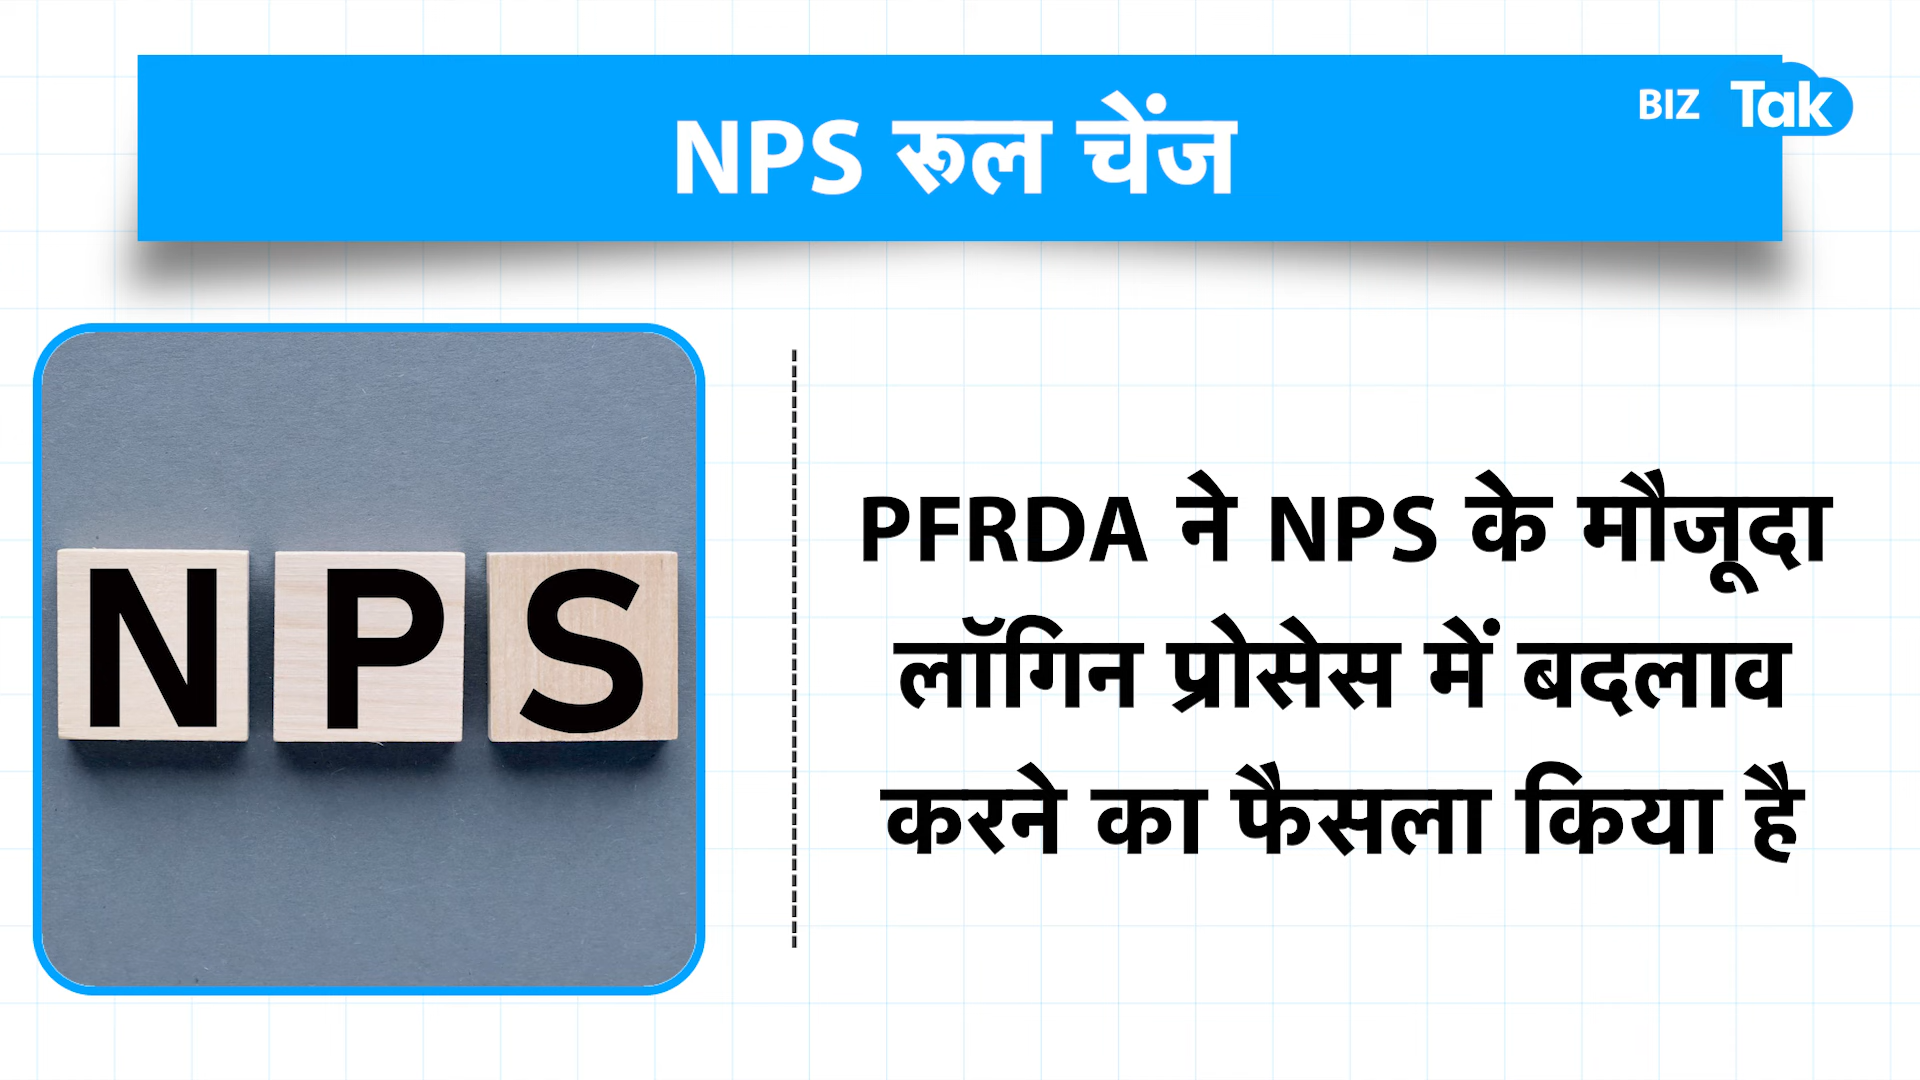 NPS रूल चेंज
BIZ Tak
NPS
PFRDA ने NPS के मौजूदा
लॉगिन प्रोसेस में बदलाव
करने का फैसला किया है